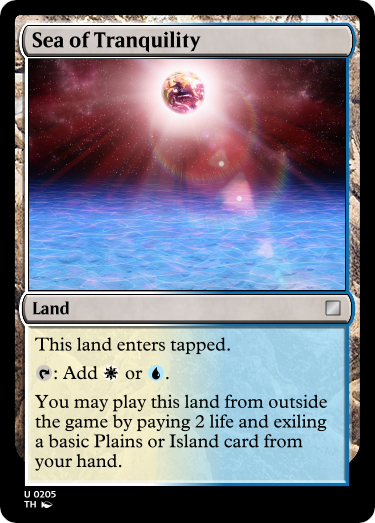 Sea of Tranquility
Land
This land enters tapped.
: Add or .
You may play this land from outside
the game by paying 2 life and exiling
a basic Plains or Island card from
your hand.
U 0205
TH